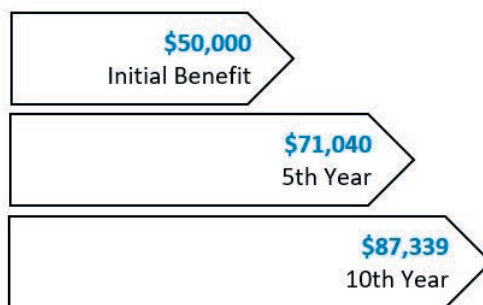 $50,000
Initial Benefit
$71,040
5th Year
$87,339
10th Year